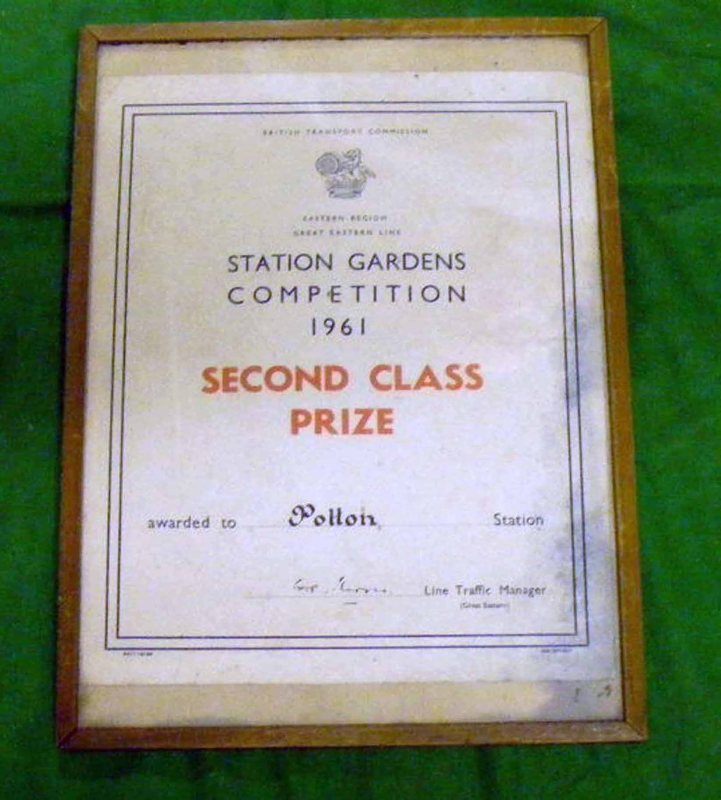 BRITISH TRANSPORT COMMISSION
EASTERN REGION
GREAT EASTERN LINE
STATION GARDENS
COMPETITION
1961
SECOND CLASS
PRIZE
awarded to Potton Station
Line Traffic Manager
(Great Eastern)